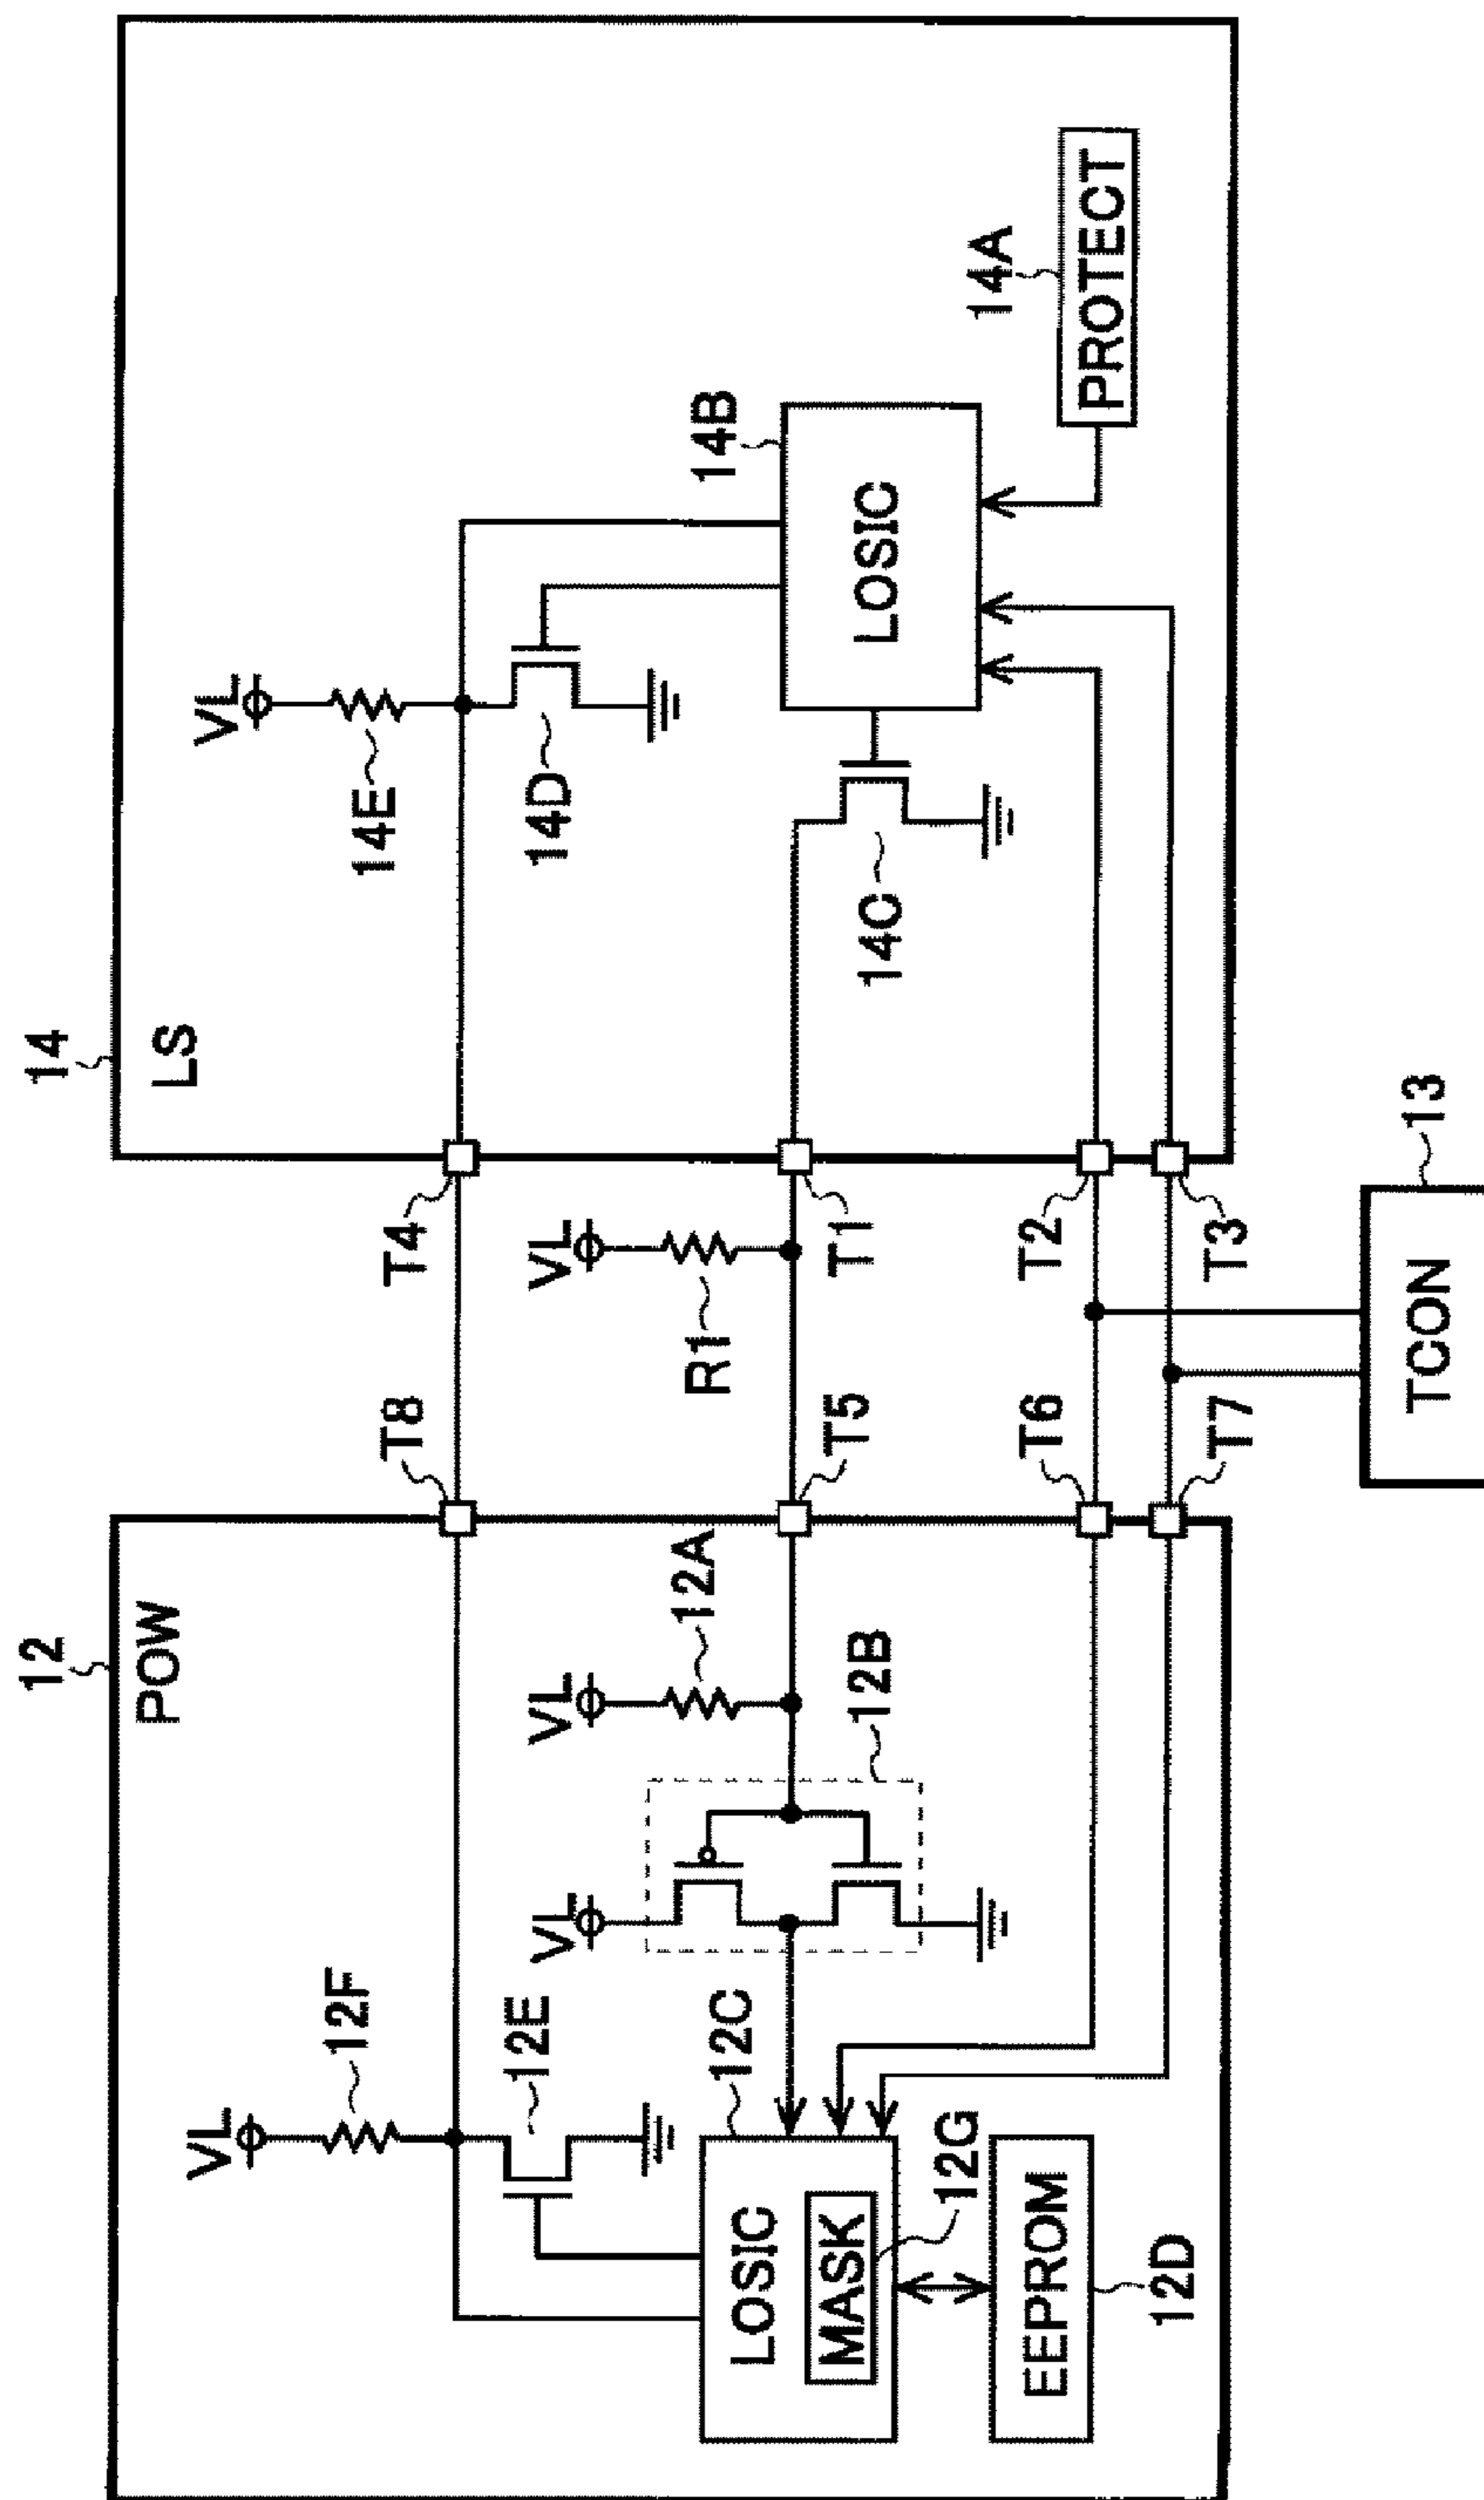 12
POW
VL
12F
12E
VL
12A
VL
12B
12C
LOSIC
MASK
12G
EEPROM
12D
T8
T5
T6
T7
VL
R1
T4
T1
T2
T3
TCON
13
14
LS
VL
14E
14D
14C
14B
LOSIC
14A
PROTECT